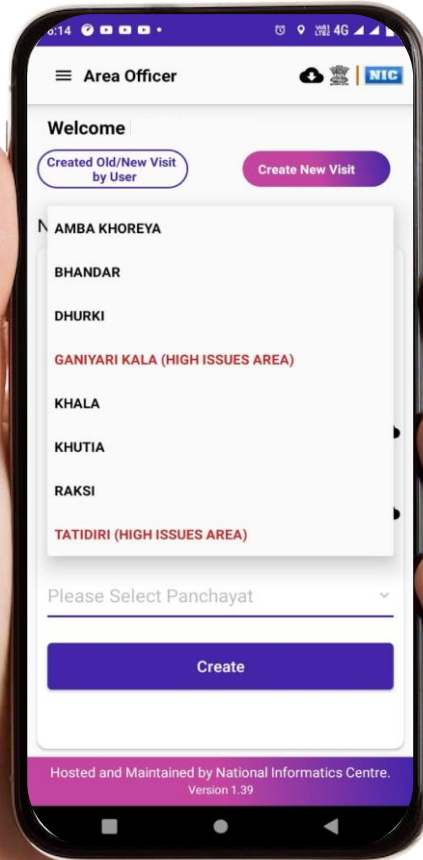 6:14
4G
Area Officer
NIC
Welcome
Created Old/New Visit
by User
Create New Visit
N
AMBA KHOREYA
BHANDAR
DHURKI
GANIYARI KALA (HIGH ISSUES AREA)
KHALA
KHUTIA
RAKSI
TATIDIRI (HIGH ISSUES AREA)
Please Select Panchayat
Create
Hosted and Maintained by National Informatics Centre.
Version 1.39